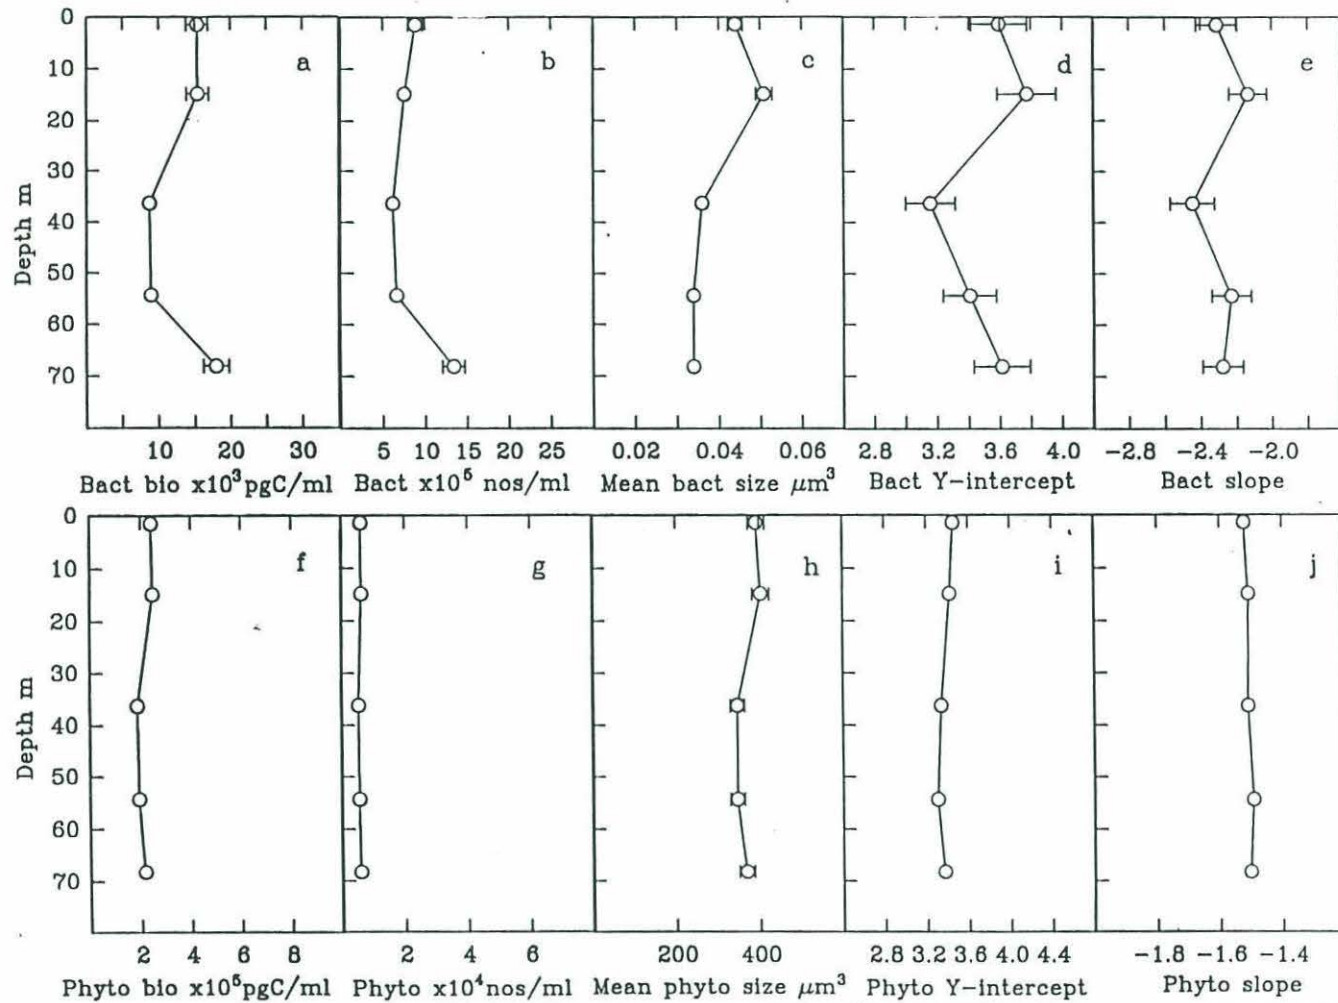 a b c d e
0
10
20
30
40
50
60
70
Depth m
10 20 30 5 10 15 20 25 0.02 0.04 0.06 2.8 3.2 3.6 4.0 -2.8 -2.4 -2.0
Bact bio x10³pgC/ml Bact x10⁵ nos/ml Mean bact size μm³ Bact Y-intercept Bact slope
f g h i j
0
10
20
30
40
50
60
70
Depth m
2 4 6 8 2 4 6 200 400 2.8 3.2 3.6 4.0 4.4 -1.8 -1.6 -1.4
Phyto bio x10⁵pgC/ml Phyto x10⁴nos/ml Mean phyto size μm³ Phyto Y-intercept Phyto slope